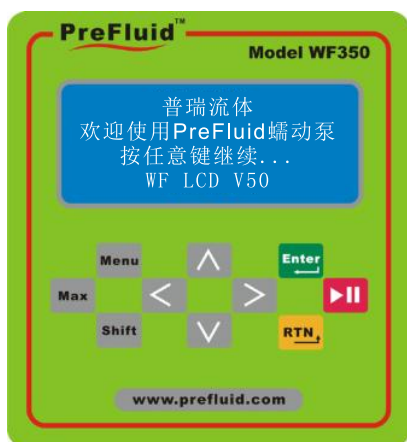 PreFluid™
Model WF350
普瑞流体
欢迎使用PreFluid蠕动泵
按任意键继续...
WF LCD V50
Menu
Enter
Max
Shift
RTN
www.prefluid.com